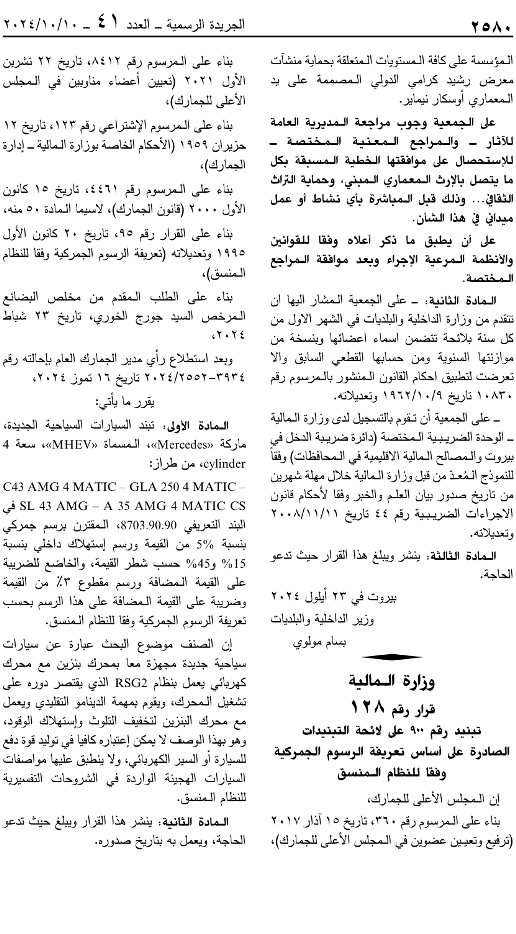 ٢٥٨٠
الجريدة الرسمية ــ العدد ٤١ ــ ٢٠٢٤/١٠/١٠
المؤسسة على كافة المستويات المتعلقة بحماية منشآت
معرض رشيد كرامي الدولي المصممة على يد
المعماري أوسكار نيماير.
على الجمعية وجوب مراجعة المديرية العامة
للآثار ــ والمراجع المعنية المختصة ــ
للإستحصال على موافقتها الخطية المسبقة بكل
ما يتصل بالإرث المعماري المبني، وحماية التراث
الثقافي... وذلك قبل المباشرة بأي نشاط أو عمل
ميداني في هذا الشأن.
على أن يطبق ما ذكر أعلاه وفقا للقوانين
والأنظمة المرعية الإجراء وبعد موافقة المراجع
المختصة.
المادة الثانية: ــ على الجمعية المشار اليها ان
تتقدم من وزارة الداخلية والبلديات في الشهر الاول من
كل سنة بلائحة تتضمن اسماء اعضائها وبنسخة من
موازنتها السنوية ومن حسابها القطعي السابق والا
تعرضت لتطبيق احكام القانون المنشور بالمرسوم رقم
١٠٨٣٠ تاريخ ١٩٦٢/١٠/٩ وتعديلاته.
ــ على الجمعية أن تقوم بالتسجيل لدى وزارة المالية
ــ الوحدة الضريبية المختصة (دائرة ضريبة الدخل في
بيروت والمصالح المالية الاقليمية في المحافظات) وفقاً
للنموذج المُعدّ من قبل وزارة المالية خلال مهلة شهرين
من تاريخ صدور بيان العلم والخبر وفقا لأحكام قانون
الاجراءات الضريبية رقم ٤٤ تاريخ ٢٠٠٨/١١/١١
وتعديلاته.
المادة الثالثة: ينشر ويبلغ هذا القرار حيث تدعو
الحاجة.
بيروت في ٢٣ أيلول ٢٠٢٤
وزير الداخلية والبلديات
بسام مولوي
وزارة المالية
قرار رقم ١٢٨
تبنيد رقم ٩٠٠ على لائحة التبنيدات
الصادرة على أساس تعريفة الرسوم الجمركية
وفقا للنظام المنسق
إن المجلس الأعلى للجمارك،
بناء على المرسوم رقم ٣٦٠، تاريخ ١٥ آذار ٢٠١٧
(ترفيع وتعيين عضوين في المجلس الأعلى للجمارك)،
بناء على المرسوم رقم ٨٤١٢، تاريخ ٢٢ تشرين
الأول ٢٠٢١ (تعيين أعضاء مناوبين في المجلس
الأعلى للجمارك)،
بناء على المرسوم الإشتراعي رقم ١٢٣، تاريخ ١٢
حزيران ١٩٥٩ (الأحكام الخاصة بوزارة المالية ــ إدارة
الجمارك)،
بناء على المرسوم رقم ٤٤٦١، تاريخ ١٥ كانون
الأول ٢٠٠٠ (قانون الجمارك)، لاسيما المادة ٥٠ منه،
بناء على القرار رقم ٩٥، تاريخ ٢٠ كانون الأول
١٩٩٥ وتعديلاته (تعريفة الرسوم الجمركية وفقا للنظام
المنسق)،
بناء على الطلب المقدم من مخلص البضائع
المرخص السيد جورج الخوري، تاريخ ٢٣ شباط
٢٠٢٤،
وبعد استطلاع رأي مدير الجمارك العام بإحالته رقم
٢٠٢٤/٢٥٥٢-٣٩٣٤ تاريخ ١٦ تموز ٢٠٢٤،
يقرر ما يأتي:
المادة الأولى: تبند السيارات السياحية الجديدة،
ماركة «Mercedes»، المسماة «MHEV»، سعة 4
cylinder، من طراز:
C43 AMG 4 MATIC – GLA 250 4 MATIC –
SL 43 AMG – A 35 AMG 4 MATIC CS في
البند التعريفي 8703.90.90، المقترن برسم جمركي
بنسبة 5% من القيمة ورسم إستهلاك داخلي بنسبة
15% و45% حسب شطر القيمة، والخاضع للضريبة
على القيمة المضافة ورسم مقطوع ٣٪ من القيمة
وضريبة على القيمة المضافة على هذا الرسم بحسب
تعريفة الرسوم الجمركية وفقا للنظام المنسق.
إن الصنف موضوع البحث عبارة عن سيارات
سياحية جديدة مجهزة معا بمحرك بنزين مع محرك
كهربائي يعمل بنظام RSG2 الذي يقتصر دوره على
تشغيل المحرك، ويقوم بمهمة الدينامو التقليدي ويعمل
مع محرك البنزين لتخفيف التلوث وإستهلاك الوقود،
وهو بهذا الوصف لا يمكن إعتباره كافيا في توليد قوة دفع
للسيارة أو السير الكهربائي، ولا ينطبق عليها مواصفات
السيارات الهجينة الواردة في الشروحات التفسيرية
للنظام المنسق.
المادة الثانية: ينشر هذا القرار ويبلغ حيث تدعو
الحاجة، ويعمل به بتاريخ صدوره.